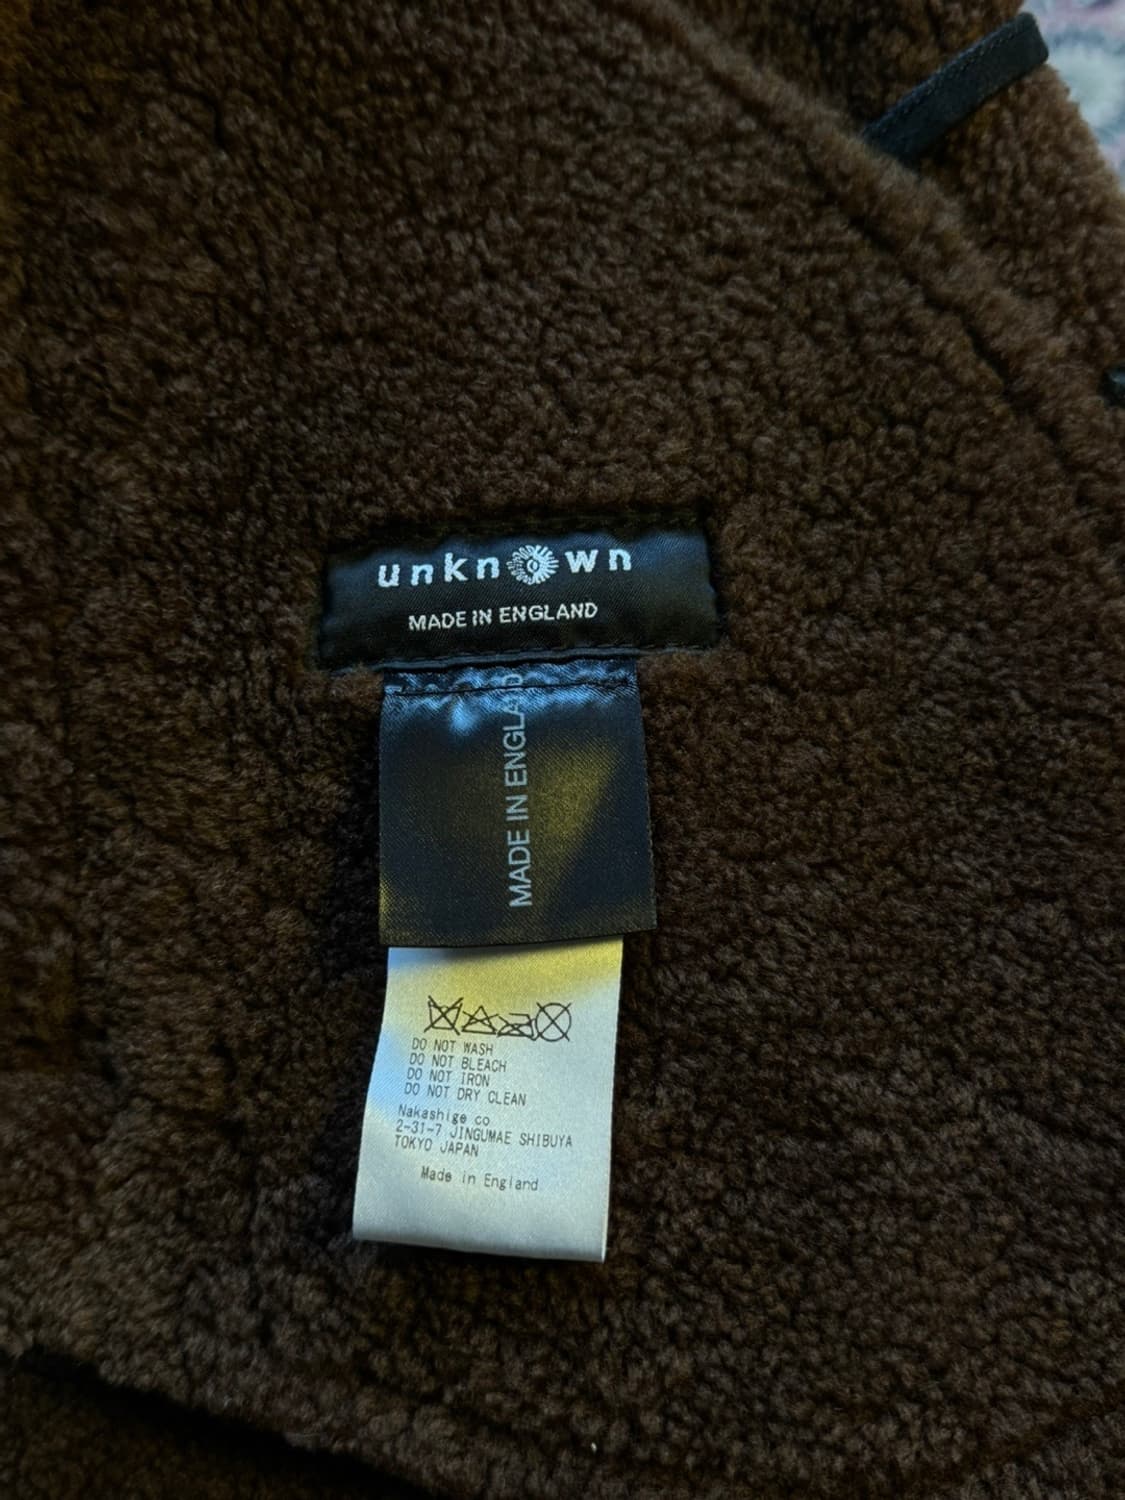 unknown
MADE IN ENGLAND
MADE IN ENGLAND
DO NOT WASH
DO NOT BLEACH
DO NOT IRON
DO NOT DRY CLEAN
Nakashige co
2-31-7 JINGUMAE SHIBUYA
TOKYO JAPAN
Made in England